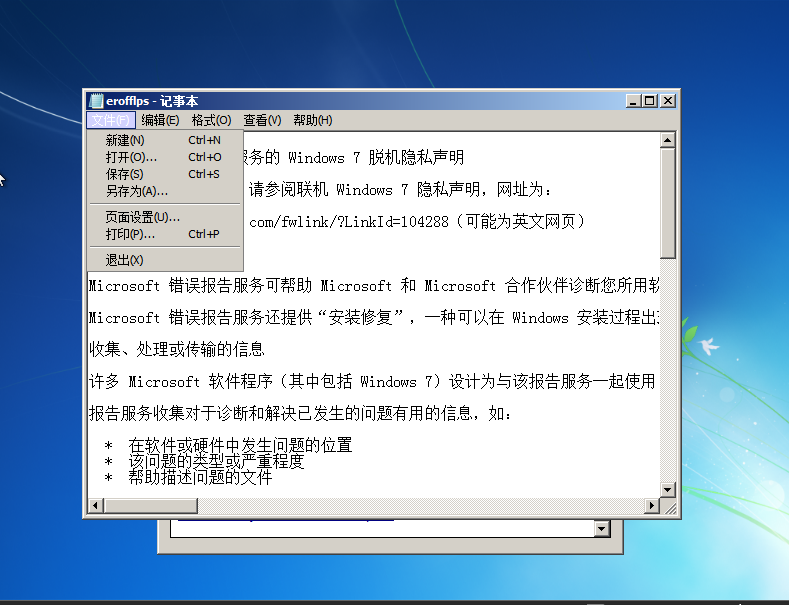 erofflps - 记事本
文件(F) 编辑(E) 格式(O) 查看(V) 帮助(H)
新建(N) Ctrl+N
打开(O)... Ctrl+O
保存(S) Ctrl+S
另存为(A)...
页面设置(U)...
打印(P)... Ctrl+P
退出(X)
服务的 Windows 7 脱机隐私声明
请参阅联机 Windows 7 隐私声明，网址为：
com/fwlink/?LinkId=104288（可能为英文网页）
Microsoft 错误报告服务可帮助 Microsoft 和 Microsoft 合作伙伴诊断您所用软
Microsoft 错误报告服务还提供“安装修复”，一种可以在 Windows 安装过程出
收集、处理或传输的信息
许多 Microsoft 软件程序（其中包括 Windows 7）设计为与该报告服务一起使用
报告服务收集对于诊断和解决已发生的问题有用的信息，如：
* 在软件或硬件中发生问题的位置
* 该问题的类型或严重程度
* 帮助描述问题的文件